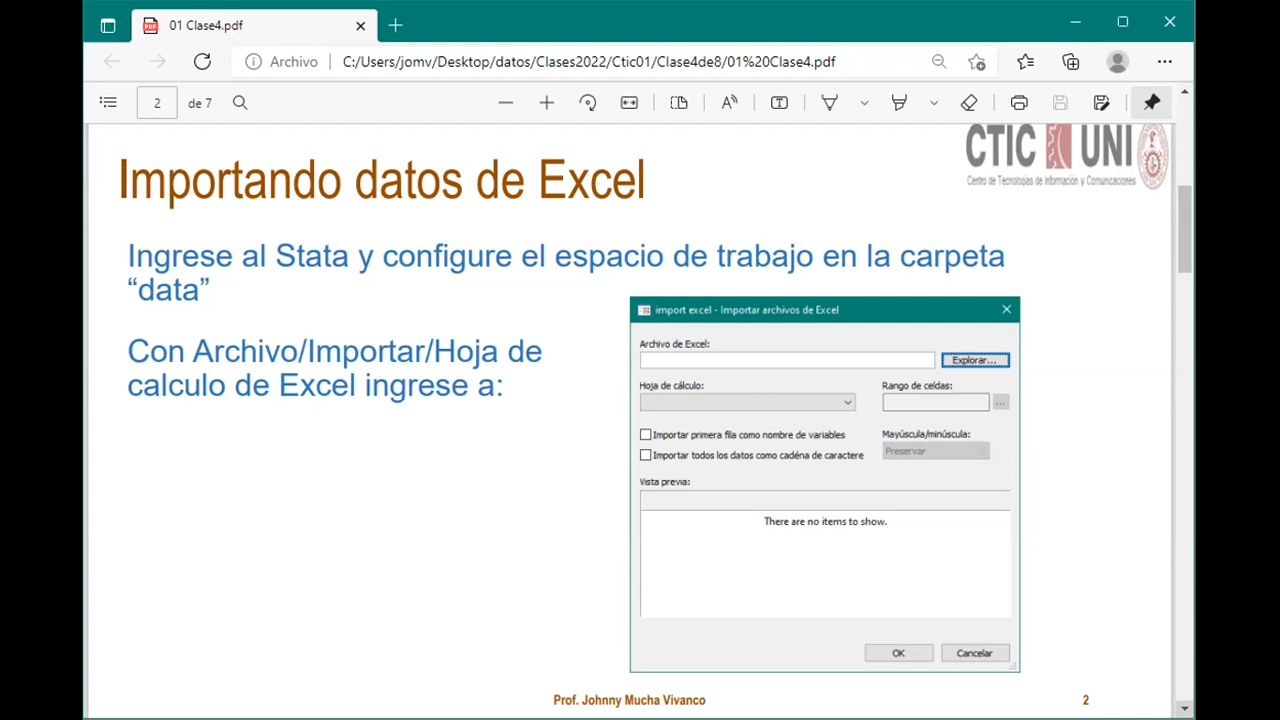 01 Clase4.pdf
Archivo
C:/Users/jomv/Desktop/datos/Clases2022/Ctic01/Clase4de8/01%20Clase4.pdf
2 de 7
CTIC UNI
Centro de Tecnologías de Información y Comunicaciones
Importando datos de Excel
Ingrese al Stata y configure el espacio de trabajo en la carpeta
“data”
Con Archivo/Importar/Hoja de
calculo de Excel ingrese a:
import excel - Importar archivos de Excel
Archivo de Excel:
Explorar...
Hoja de cálculo: Rango de celdas:
...
Importar primera fila como nombre de variables Mayúscula/minúscula:
Preservar
Importar todos los datos como cadéna de caractere
Vista previa:
There are no items to show.
OK Cancelar
Prof. Johnny Mucha Vivanco 2